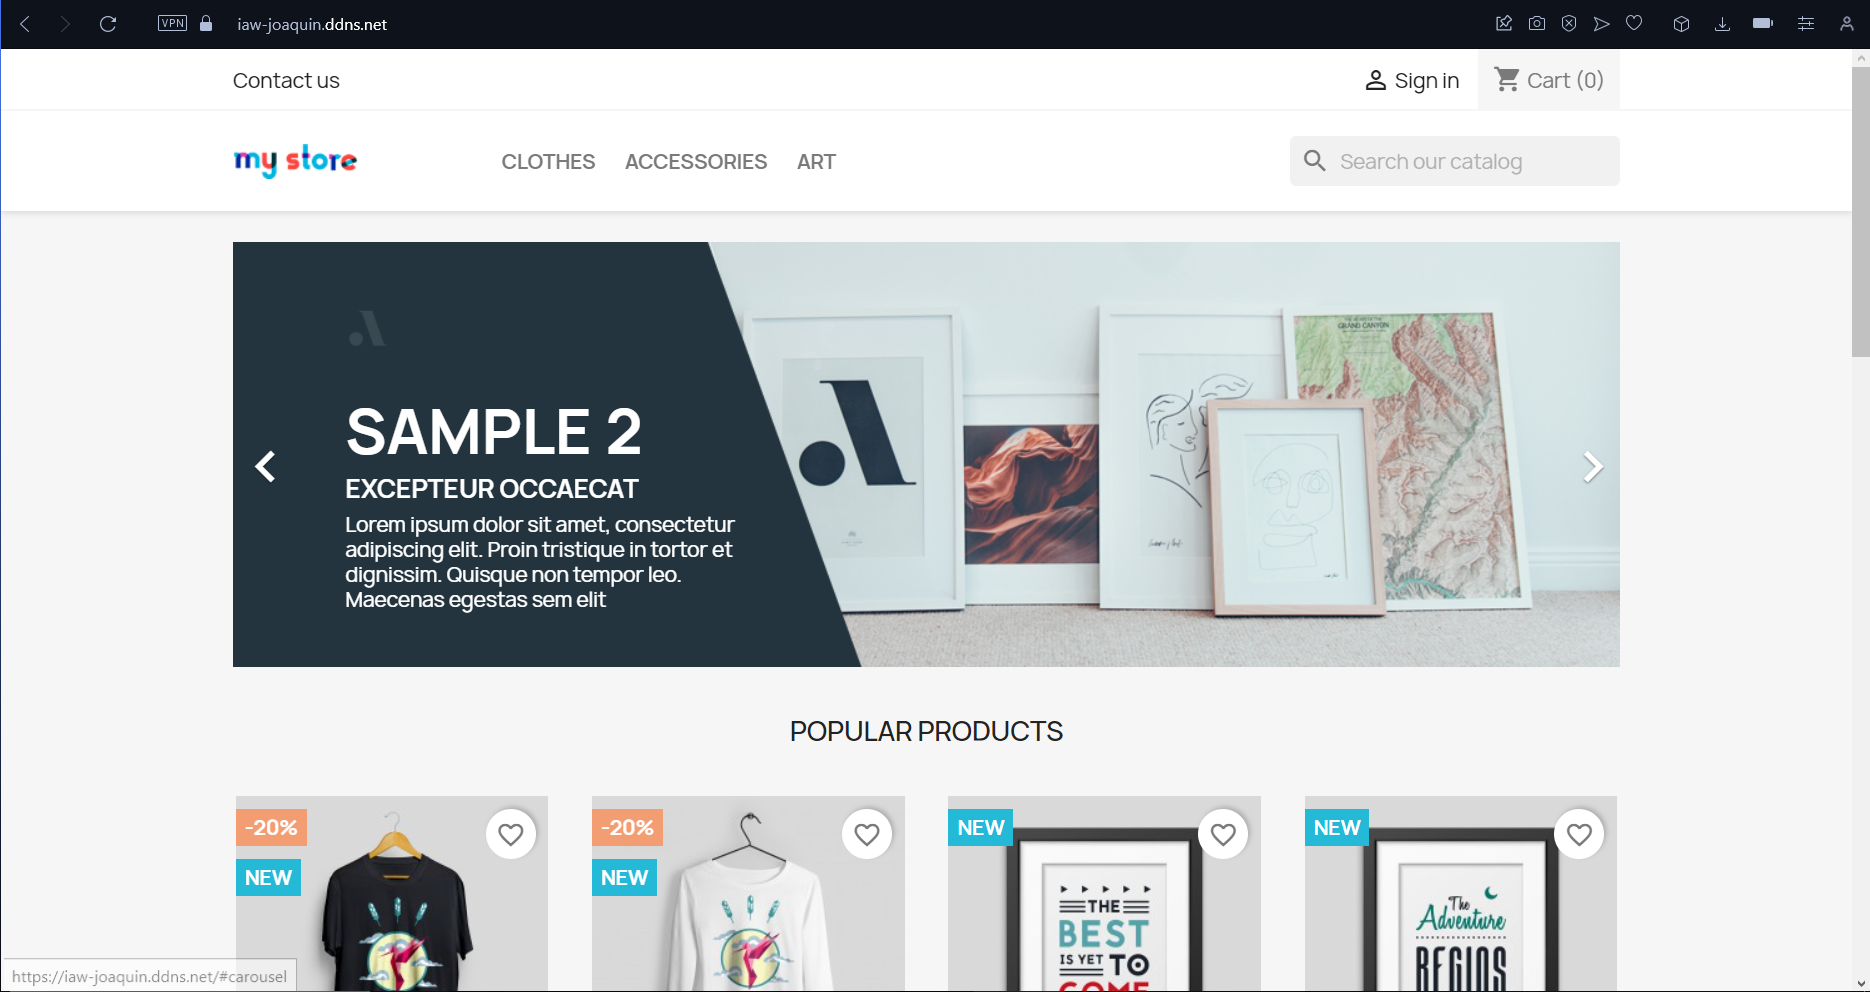 VPN iaw-joaquin.ddns.net
Contact us
Sign in
Cart (0)
my store
CLOTHES ACCESSORIES ART
Search our catalog
GRAND CANYON
SAMPLE 2
EXCEPTEUR OCCAECAT
Lorem ipsum dolor sit amet, consectetur
adipiscing elit. Proin tristique in tortor et
dignissim. Quisque non tempor leo.
Maecenas egestas sem elit
POPULAR PRODUCTS
-20%
NEW
-20%
NEW
NEW
THE
BEST
IS YET TO
COME
NEW
The
Adventure
BEGINS
https://iaw-joaquin.ddns.net/#carousel